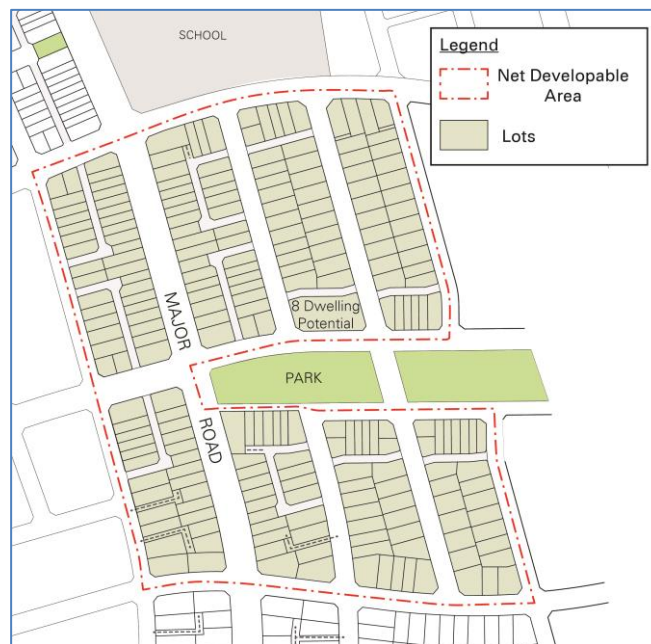 SCHOOL
Legend
Net Developable
Area
Lots
MAJOR
ROAD
8 Dwelling
Potential
PARK